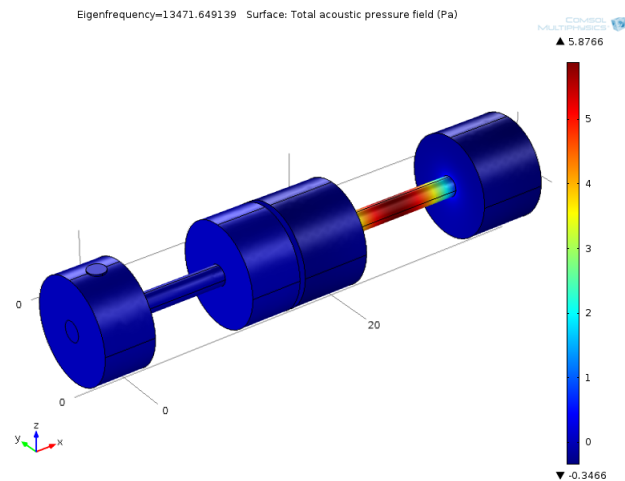 Eigenfrequency=13471.649139   Surface: Total acoustic pressure field (Pa)
COMSOL
MULTIPHYSICS
▲ 5.8766
5
4
3
2
1
0
▼ -0.3466
0
20
0
0
z
y
x